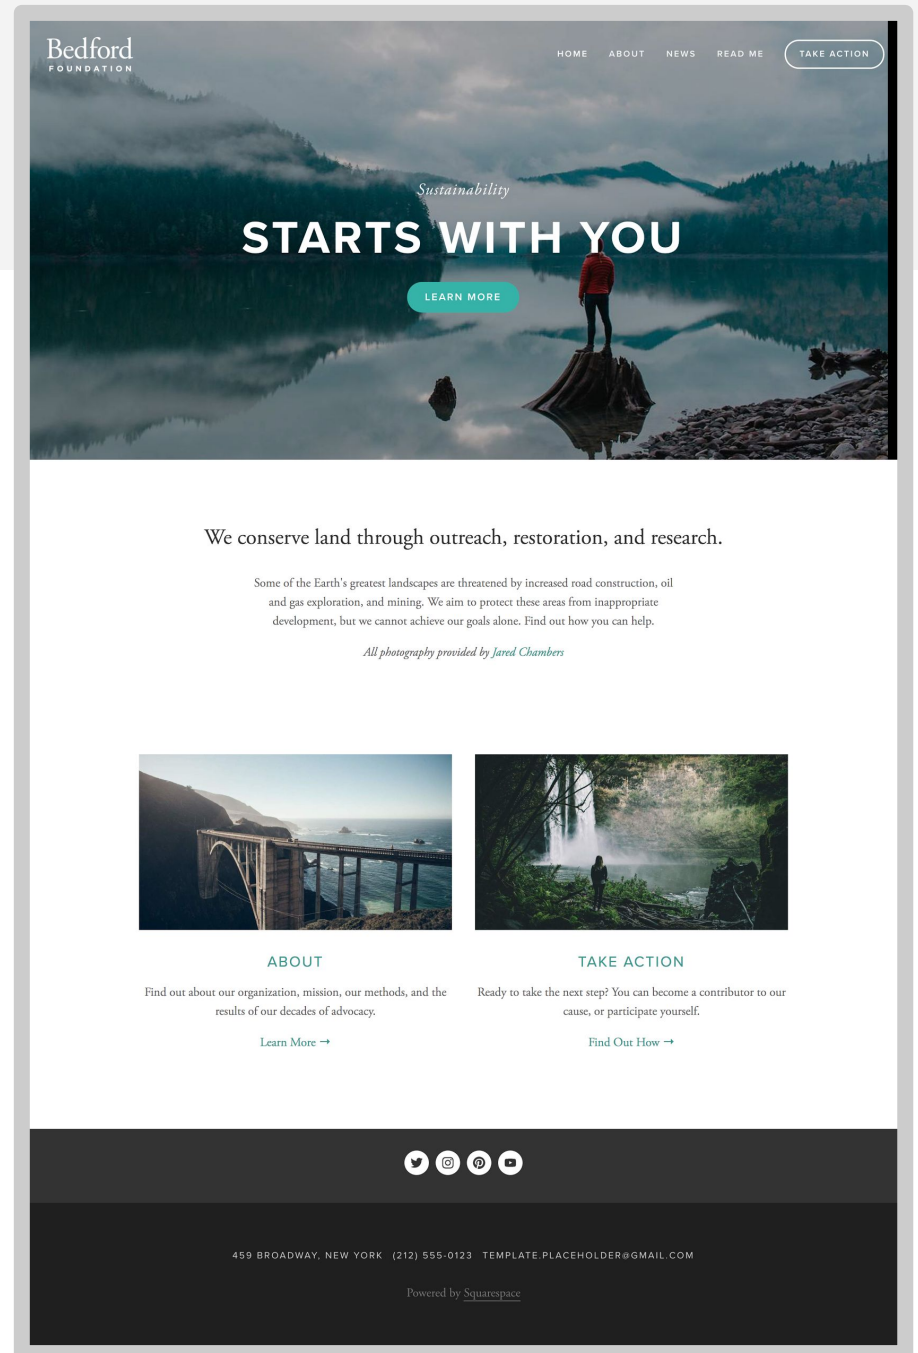 Bedford
FOUNDATION
HOME ABOUT NEWS READ ME TAKE ACTION
Sustainability
STARTS WITH YOU
LEARN MORE
We conserve land through outreach, restoration, and research.
Some of the Earth's greatest landscapes are threatened by increased road construction, oil
and gas exploration, and mining. We aim to protect these areas from inappropriate
development, but we cannot achieve our goals alone. Find out how you can help.
All photography provided by Jared Chambers
ABOUT
Find out about our organization, mission, our methods, and the
results of our decades of advocacy.
Learn More →
TAKE ACTION
Ready to take the next step? You can become a contributor to our
cause, or participate yourself.
Find Out How →
459 BROADWAY, NEW YORK (212) 555-0123 TEMPLATE.PLACEHOLDER@GMAIL.COM
Powered by Squarespace